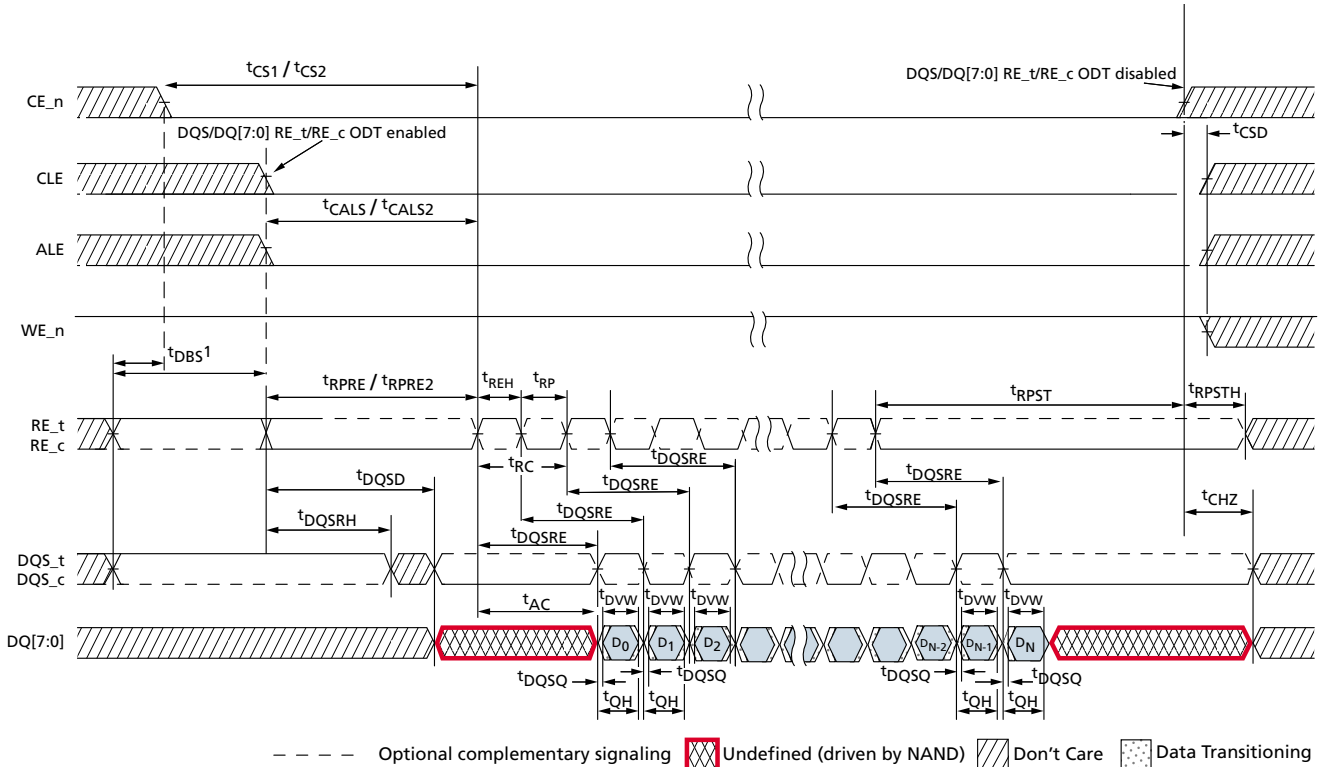 tCS1 / tCS2
DQS/DQ[7:0] RE_t/RE_c ODT disabled
CE_n
tCSD
DQS/DQ[7:0] RE_t/RE_c ODT enabled
CLE
tCALS / tCALS2
ALE
WE_n
tDBS1
tRPRE / tRPRE2
tREH
tRP
tRPST
tRPSTH
RE_t
RE_c
tRC
tDQSRE
tDQSRE
tDQSD
tDQSRE
tDQSRE
tCHZ
tDQSRE
tDQSRH
tDQSRE
DQS_t
DQS_c
tAC
tDVW
tDVW
tDVW
tDVW
tDVW
DQ[7:0]
D0
D1
D2
DN-2
DN-1
DN
tDQSQ
tDQSQ
tDQSQ
tDQSQ
tQH
tQH
tQH
tQH
Optional complementary signaling
Undefined (driven by NAND)
Don't Care
Data Transitioning